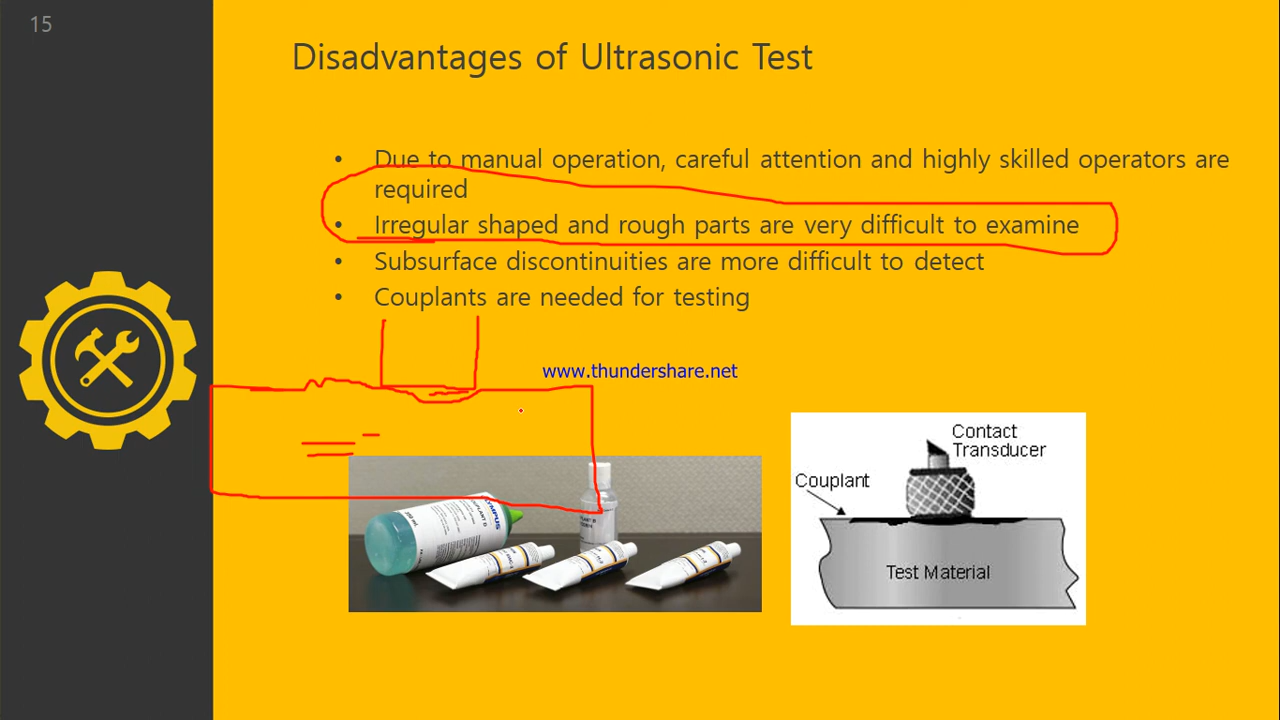 15
Disadvantages of Ultrasonic Test
• Due to manual operation, careful attention and highly skilled operators are
required
• Irregular shaped and rough parts are very difficult to examine
• Subsurface discontinuities are more difficult to detect
• Couplants are needed for testing
www.thundershare.net
OLYMPUS
Contact
Transducer
Couplant
Test Material